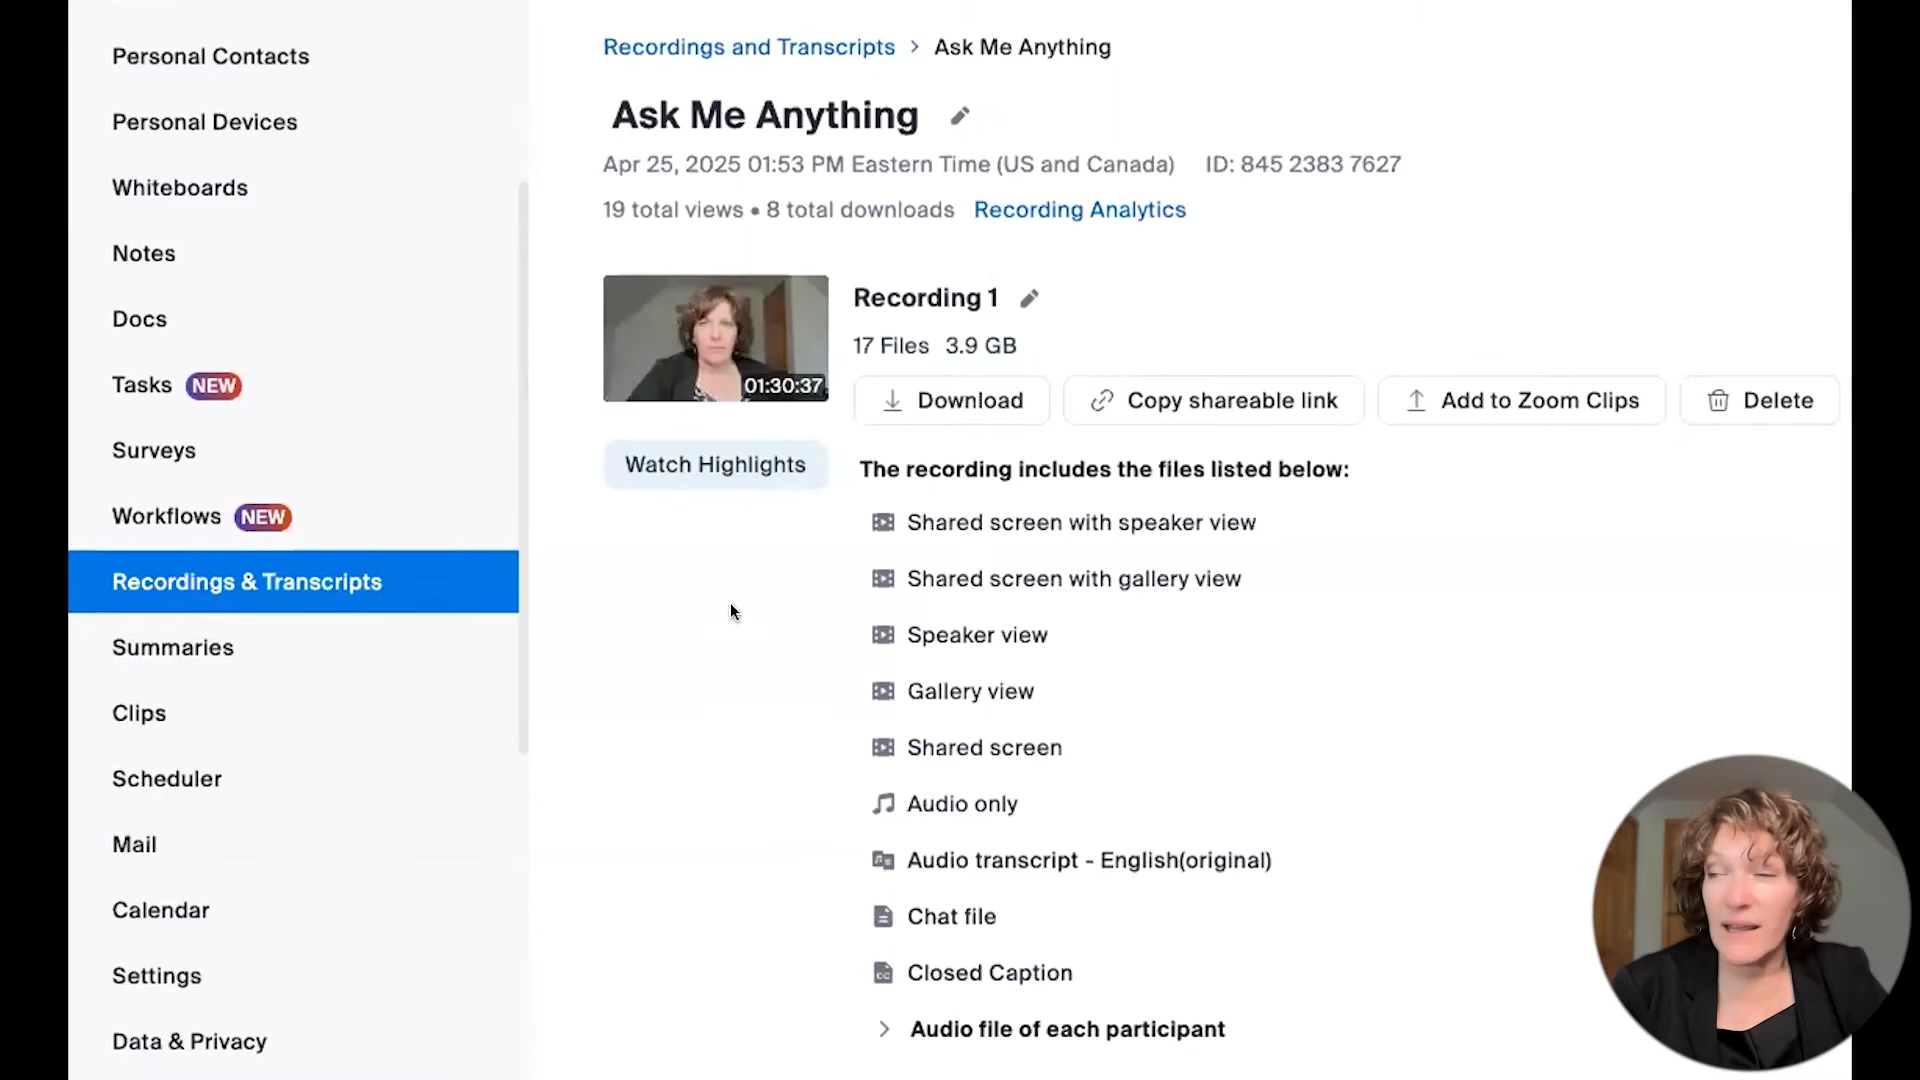 Personal Contacts
Personal Devices
Whiteboards
Notes
Docs
Tasks NEW
Surveys
Workflows NEW
Recordings & Transcripts
Summaries
Clips
Scheduler
Mail
Calendar
Settings
Data & Privacy
Recordings and Transcripts > Ask Me Anything
Ask Me Anything
Apr 25, 2025 01:53 PM Eastern Time (US and Canada) ID: 845 2383 7627
19 total views • 8 total downloads Recording Analytics
01:30:37
Watch Highlights
Recording 1
17 Files 3.9 GB
Download Copy shareable link Add to Zoom Clips Delete
The recording includes the files listed below:
Shared screen with speaker view
Shared screen with gallery view
Speaker view
Gallery view
Shared screen
Audio only
Audio transcript - English(original)
Chat file
CC Closed Caption
Audio file of each participant